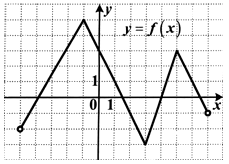 y
y = f(x)
1
0 1 x